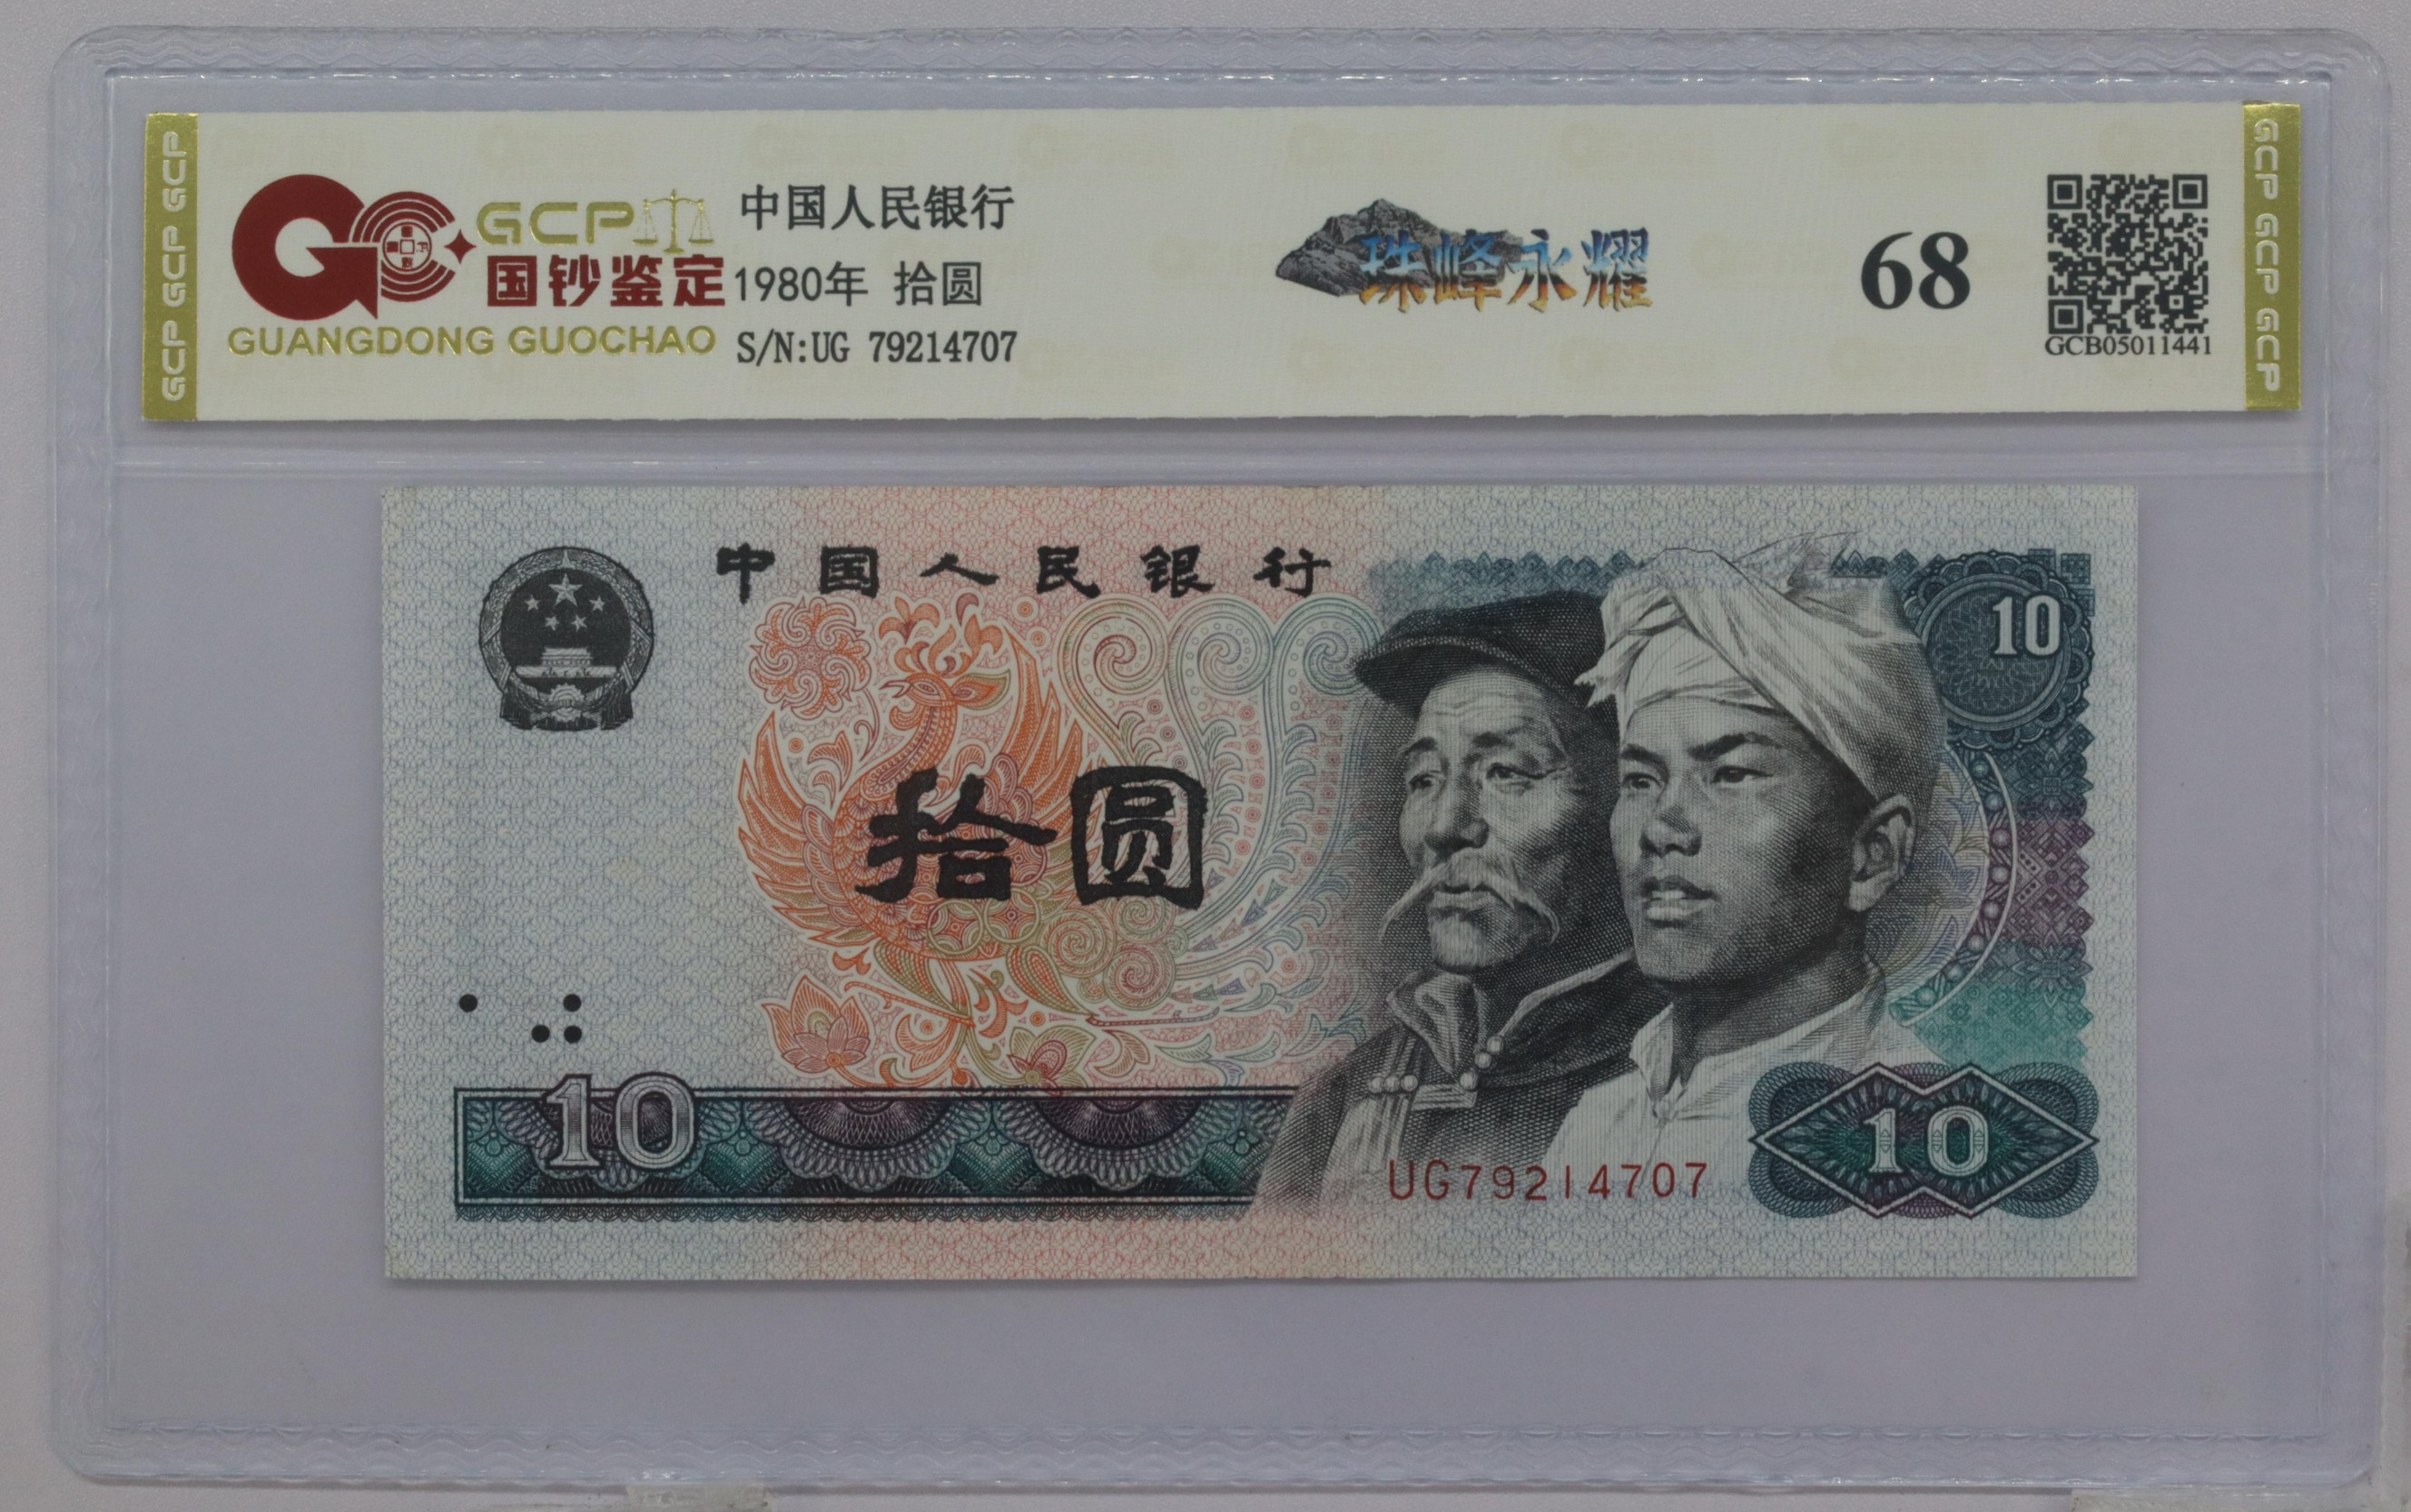 GCP GCP GCP
GCP
国钞鉴定
GUANGDONG GUOCHAO
中国人民银行
1980年 拾圆
S/N:UG 79214707
珠峰永耀
68
GCB05011441
GCP GCP GCP
中国人民银行
10
拾圆
10
UG79214707
10